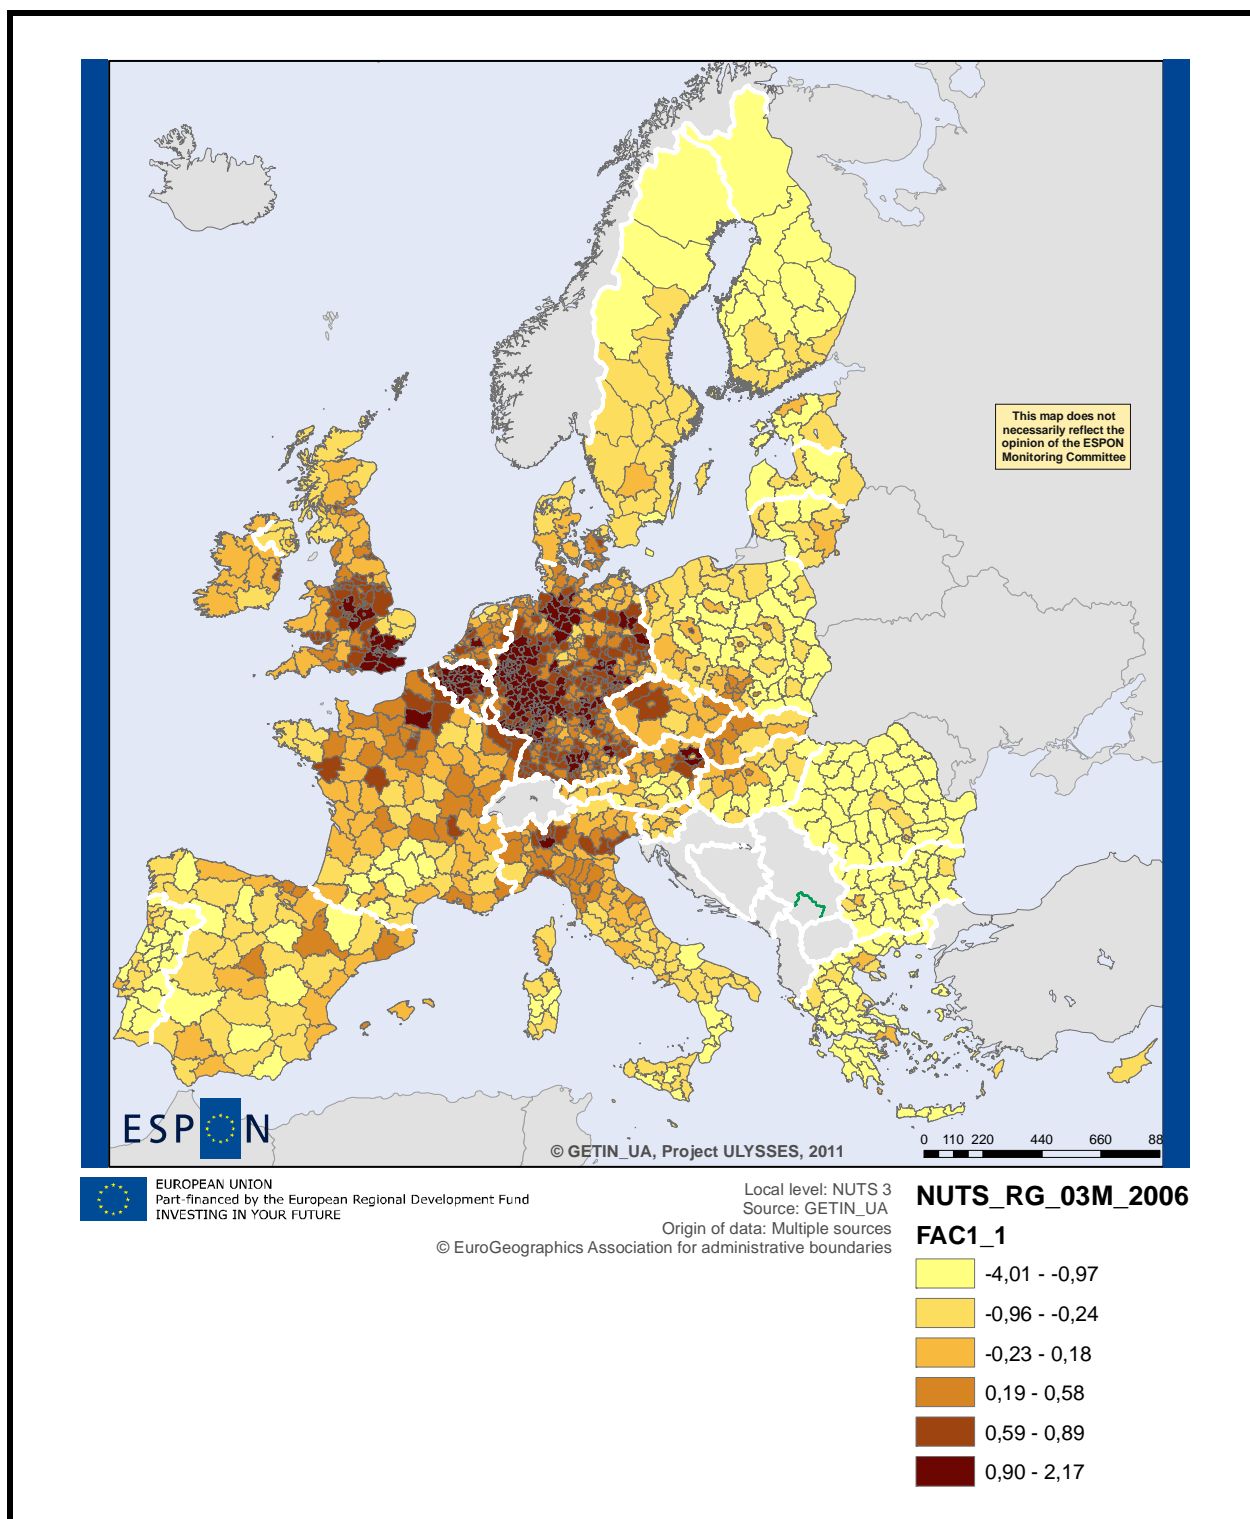 This map does not
necessarily reflect the
opinion of the ESPON
Monitoring Committee
ESPON
© GETIN_UA, Project ULYSSES, 2011
0 110 220 440 660 88
EUROPEAN UNION
Part-financed by the European Regional Development Fund
INVESTING IN YOUR FUTURE
Local level: NUTS 3
Source: GETIN_UA
Origin of data: Multiple sources
© EuroGeographics Association for administrative boundaries
NUTS_RG_03M_2006
FAC1_1
-4,01 - -0,97
-0,96 - -0,24
-0,23 - 0,18
0,19 - 0,58
0,59 - 0,89
0,90 - 2,17